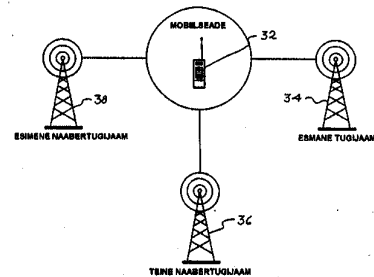 MOBIILSEADE
32
38
34
ESIMENE NAABERTUGIJAAM
ESMANE TUGIJAAM
36
TEINE NAABERTUGIJAAM